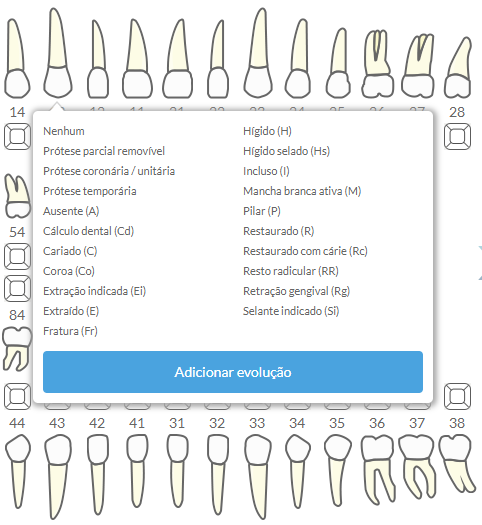 14 28
Nenhum
Prótese parcial removível
Prótese coronária / unitária
Prótese temporária
Ausente (A)
Cálculo dental (Cd)
Cariado (C)
Coroa (Co)
Extração indicada (Ei)
Extraído (E)
Fratura (Fr)
Hígido (H)
Hígido selado (Hs)
Incluso (I)
Mancha branca ativa (M)
Pilar (P)
Restaurado (R)
Restaurado com cárie (Rc)
Resto radicular (RR)
Retração gengival (Rg)
Selante indicado (Si)
Adicionar evolução
54
84
44 43 42 41 31 32 33 34 35 36 37 38